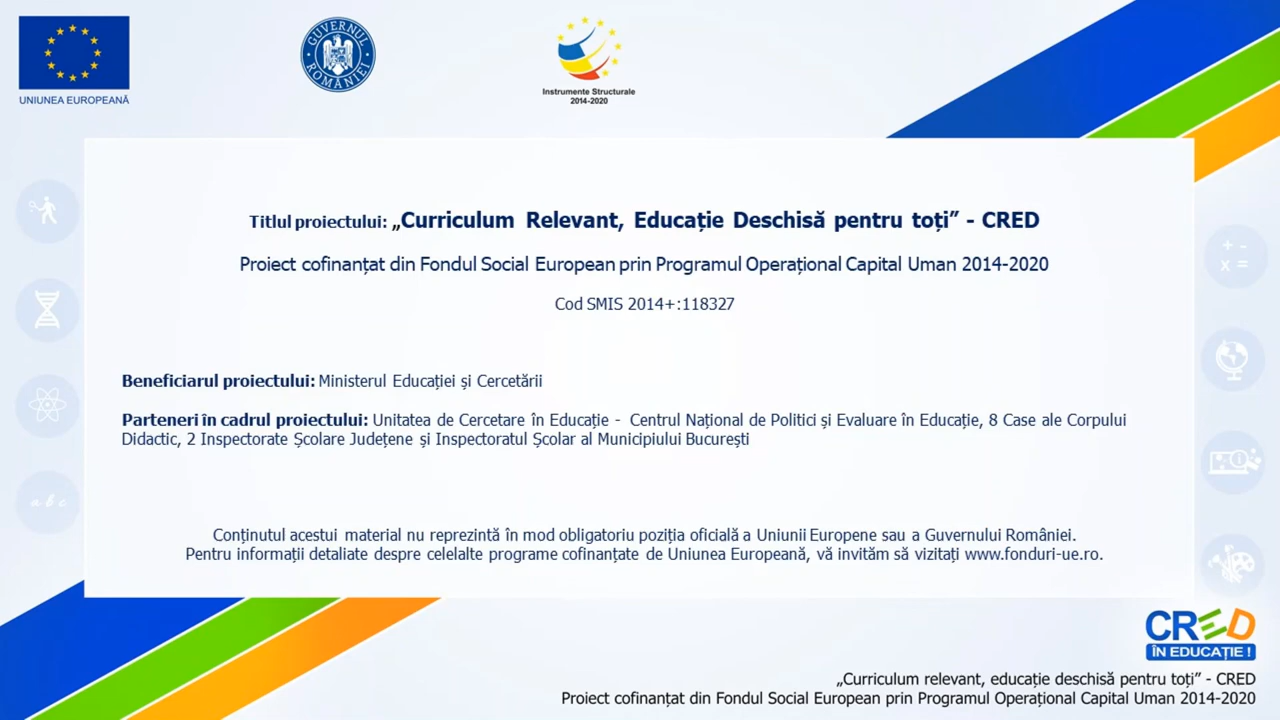 UNIUNEA EUROPEANĂ
GUVERNUL ROMÂNIEI
Instrumente Structurale
2014-2020
Titlul proiectului: „Curriculum Relevant, Educație Deschisă pentru toți” - CRED
Proiect cofinanțat din Fondul Social European prin Programul Operațional Capital Uman 2014-2020
Cod SMIS 2014+:118327
Beneficiarul proiectului: Ministerul Educației și Cercetării
Parteneri în cadrul proiectului: Unitatea de Cercetare în Educație - Centrul Național de Politici și Evaluare în Educație, 8 Case ale Corpului
Didactic, 2 Inspectorate Școlare Județene și Inspectoratul Școlar al Municipiului București
Conținutul acestui material nu reprezintă în mod obligatoriu poziția oficială a Uniunii Europene sau a Guvernului României.
Pentru informații detaliate despre celelalte programe cofinanțate de Uniunea Europeană, vă invităm să vizitați www.fonduri-ue.ro.
+ -
x =
a b c
CRED
ÎN EDUCAȚIE !
„Curriculum relevant, educație deschisă pentru toți” - CRED
Proiect cofinanțat din Fondul Social European prin Programul Operațional Capital Uman 2014-2020